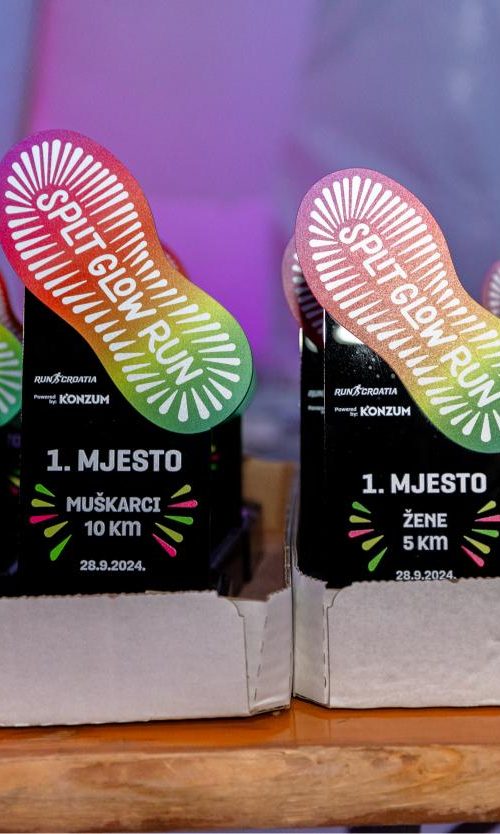 SPLIT GLOW RUN
RUN CROATIA
Powered by: KONZUM
1. MJESTO
MUŠKARCI
10 KM
28.9.2024.
SPLIT GLOW RUN
RUN CROATIA
Powered by: KONZUM
1. MJESTO
ŽENE
5 KM
28.9.2024.